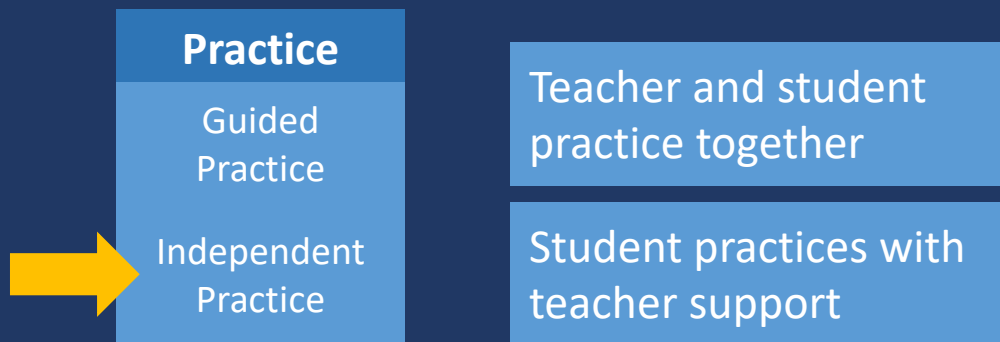 Practice
Guided
Practice
Independent
Practice
Teacher and student
practice together
Student practices with
teacher support